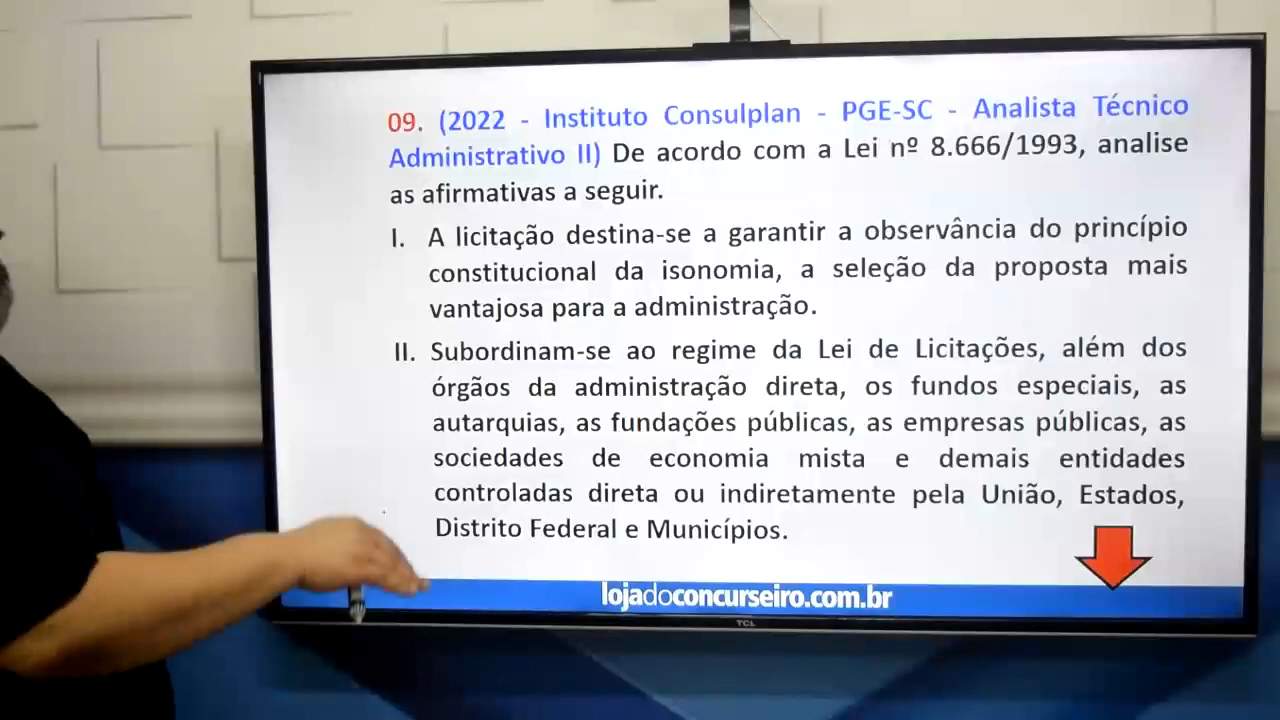 09. (2022 - Instituto Consulplan - PGE-SC - Analista Técnico
Administrativo II) De acordo com a Lei nº 8.666/1993, analise
as afirmativas a seguir.
I. A licitação destina-se a garantir a observância do princípio
constitucional da isonomia, a seleção da proposta mais
vantajosa para a administração.
II. Subordinam-se ao regime da Lei de Licitações, além dos
órgãos da administração direta, os fundos especiais, as
autarquias, as fundações públicas, as empresas públicas, as
sociedades de economia mista e demais entidades
controladas direta ou indiretamente pela União, Estados,
Distrito Federal e Municípios.
lojadoconcurseiro.com.br
TCL